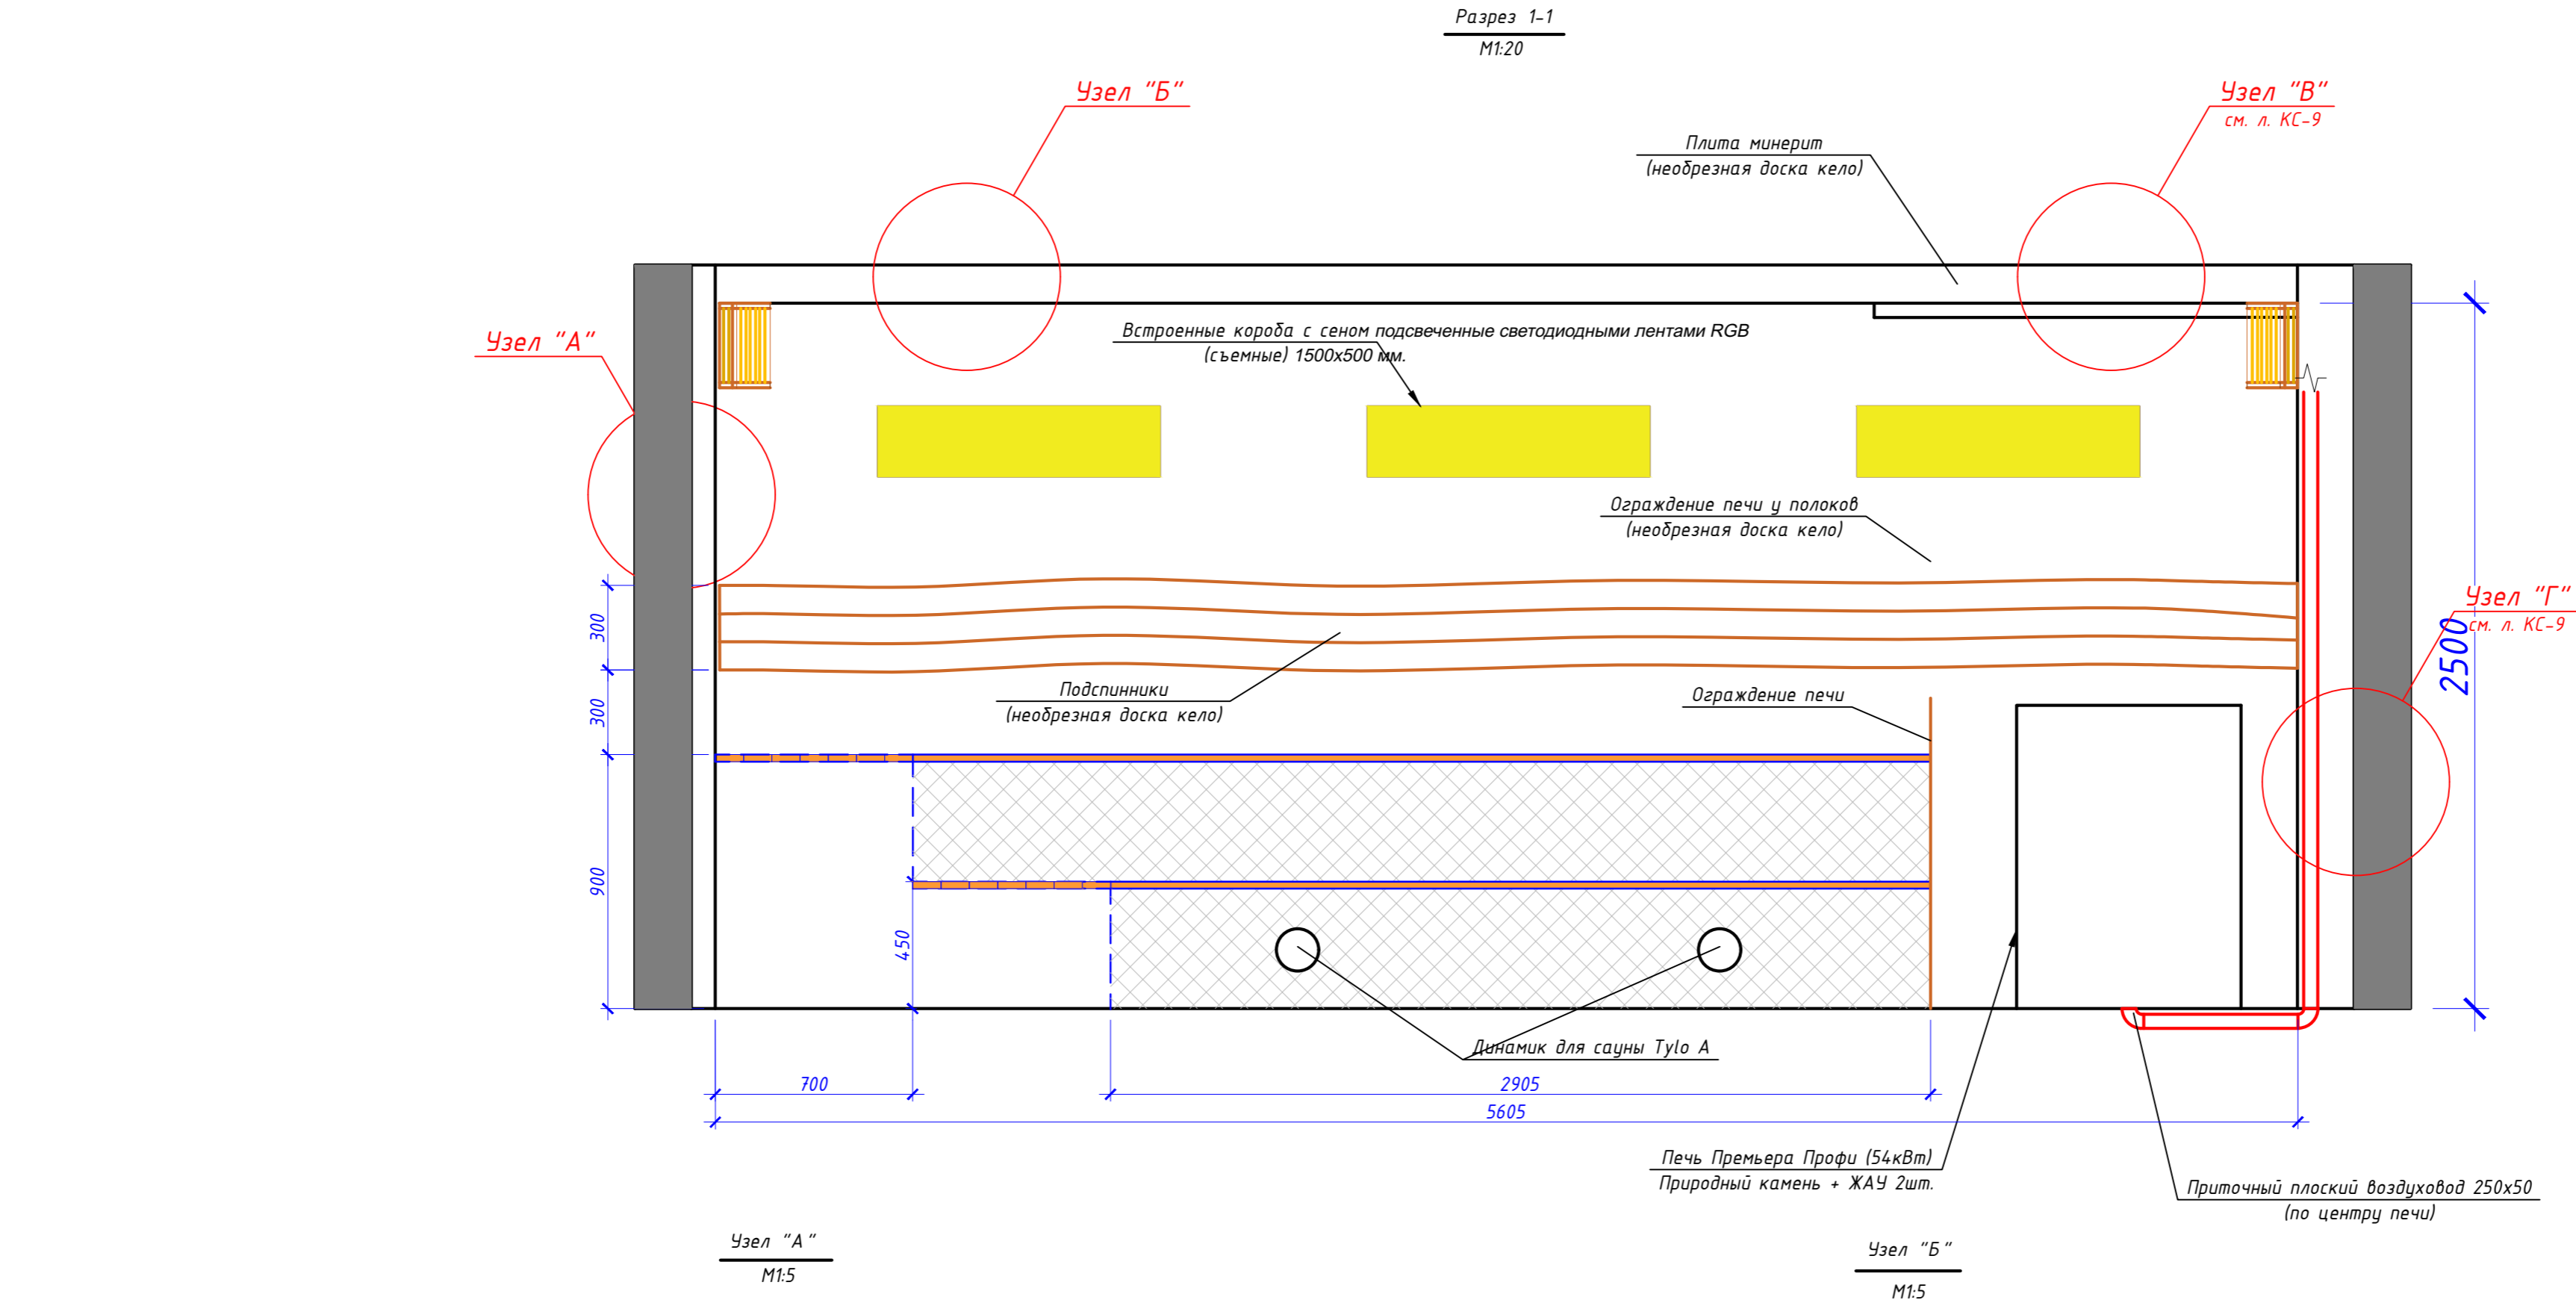 Разрез 1-1
М1:20
Узел "Б"
Узел "В"
см. л. КС-9
Плита минерит
(необрезная доска кело)
Узел "А"
Встроенные короба с сеном подсвеченные светодиодными лентами RGB
(съемные) 1500х500 мм.
Ограждение печи у полоков
(необрезная доска кело)
Узел "Г"
см. л. КС-9
2500
300
300
900
Подспинники
(необрезная доска кело)
Ограждение печи
450
Динамик для сауны Tylo A
700
2905
5605
Печь Премьера Профи (54кВт)
Природный камень + ЖАУ 2шт.
Приточный плоский воздуховод 250х50
(по центру печи)
Узел "А"
М1:5
Узел "Б"
М1:5